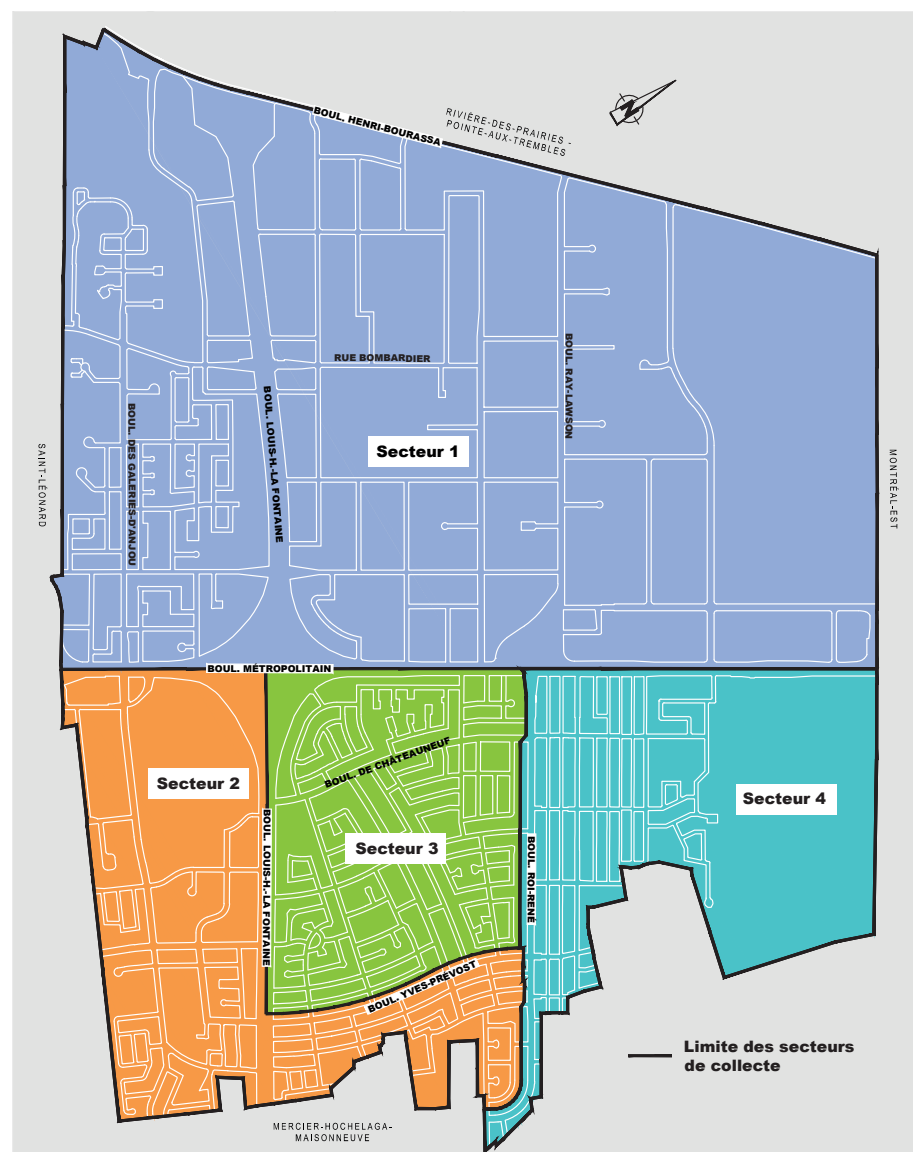 BOUL. HENRI-BOURASSA
RIVIÈRE-DES-PRAIRIES -
POINTE-AUX-TREMBLES
N
RUE BOMBARDIER
BOUL. RAY-LAWSON
BOUL. LOUIS-H.-LA FONTAINE
BOUL. DES GALERIES-D'ANJOU
Secteur 1
SAINT-LÉONARD
MONTRÉAL-EST
BOUL. MÉTROPOLITAIN
BOUL. DE CHÂTEAUNEUF
Secteur 2
Secteur 4
BOUL. LOUIS-H.-LA FONTAINE
Secteur 3
BOUL. ROI-RENÉ
BOUL. YVES-PRÉVOST
Limite des secteurs
de collecte
MERCIER-HOCHELAGA-
MAISONNEUVE